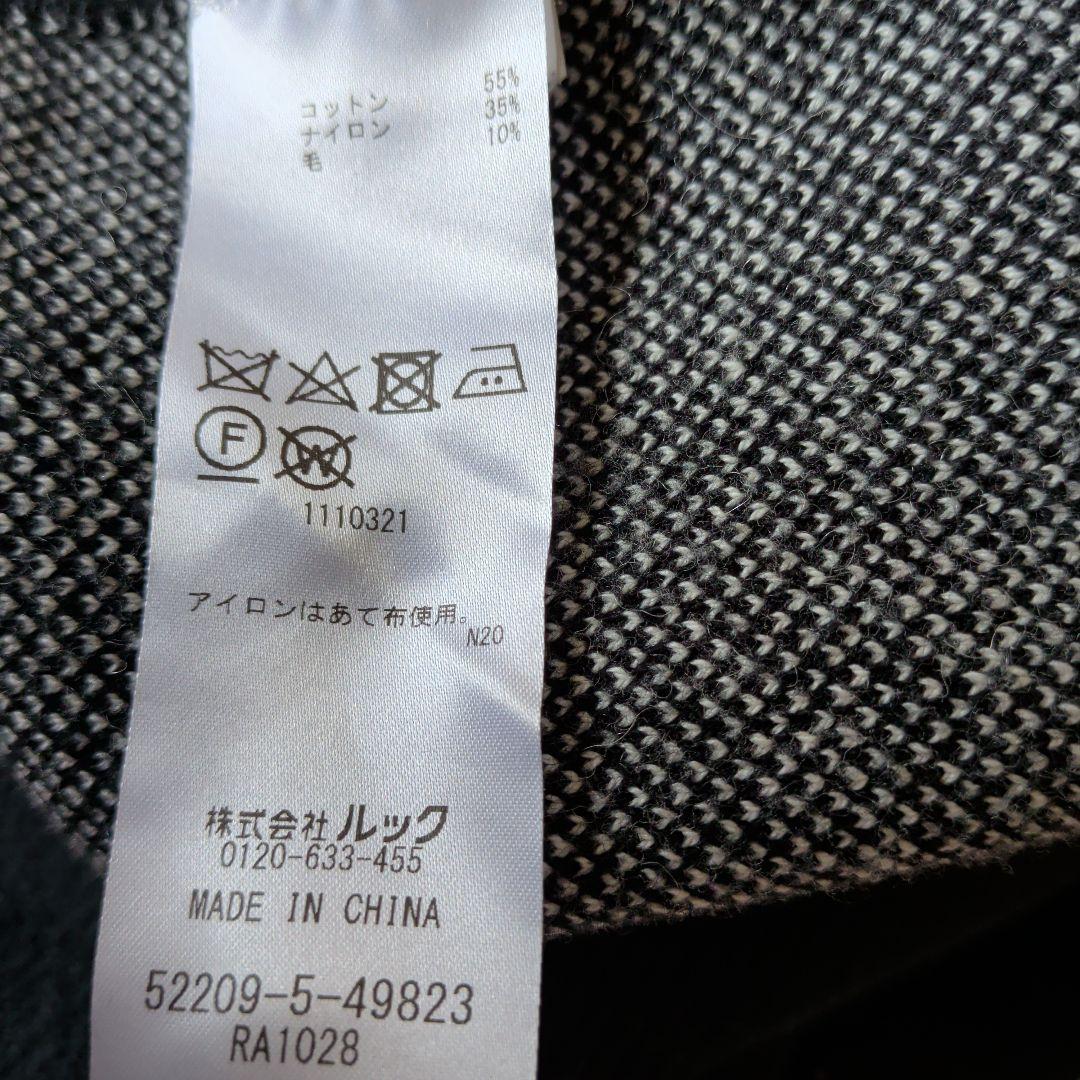 コットン 55%
ナイロン 35%
毛 10%
F
W
1110321
アイロンはあて布使用。
N20
株式会社 ルック
0120-633-455
MADE IN CHINA
52209-5-49823
RA1028